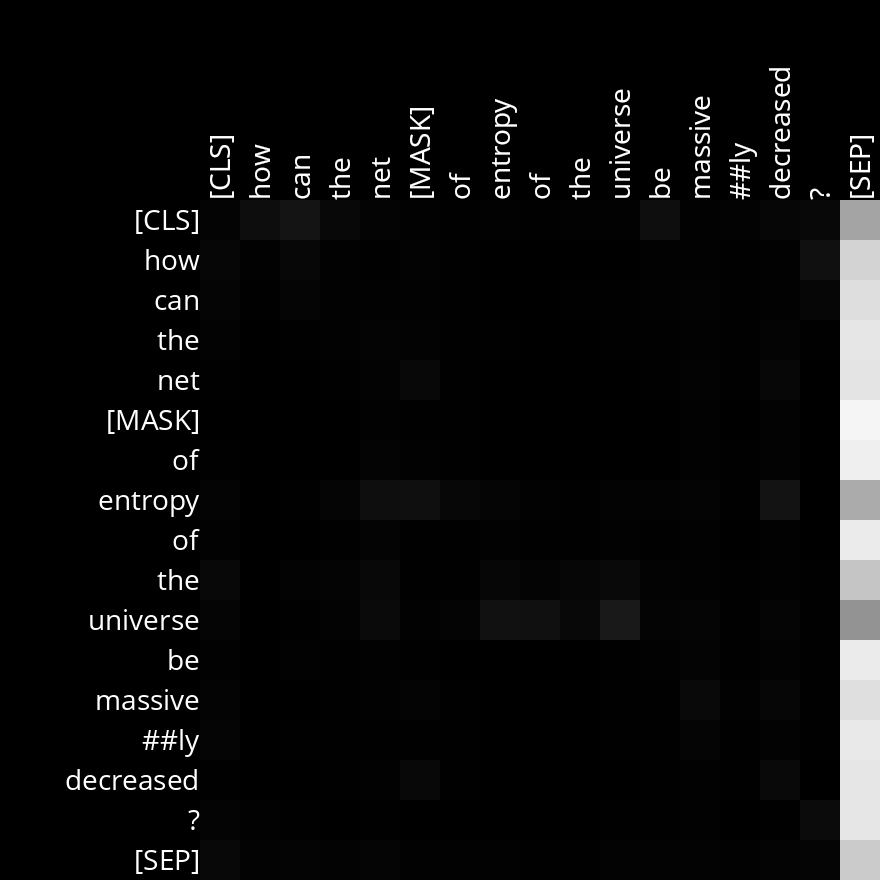 [CLS] how can the net [MASK] of entropy of the universe be massive ##ly decreased ? [SEP]
[CLS]
how
can
the
net
[MASK]
of
entropy
of
the
universe
be
massive
##ly
decreased
?
[SEP]